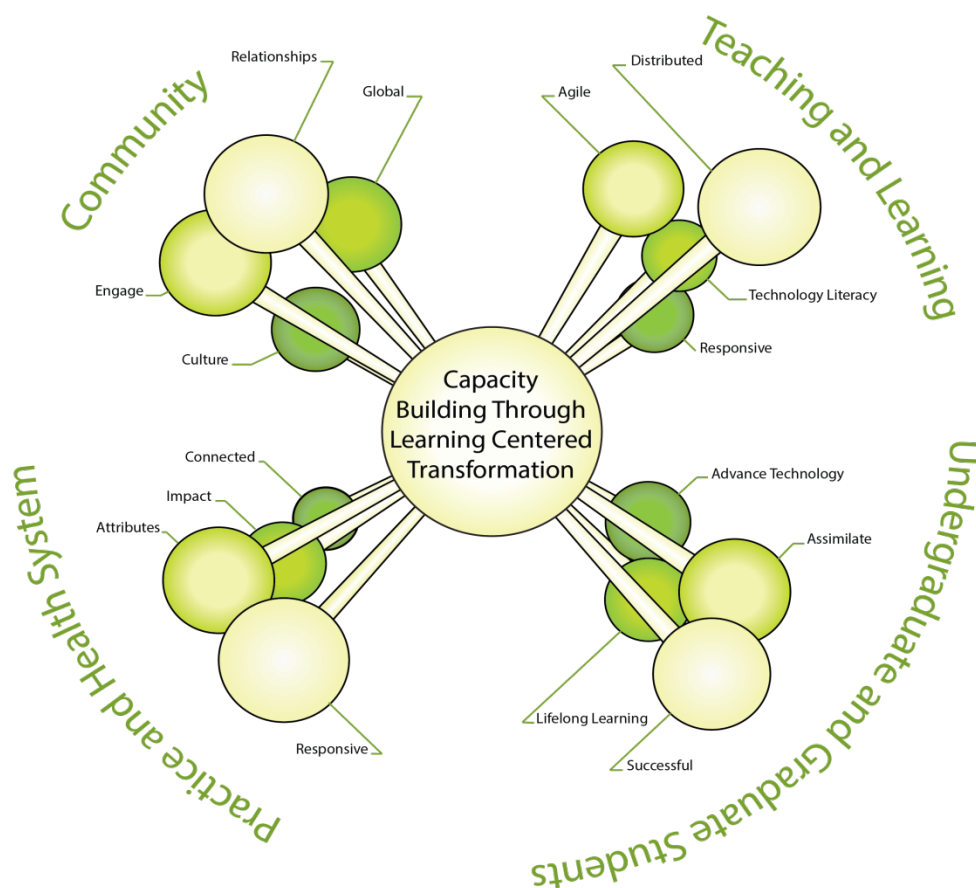 Community
Relationships
Global
Engage
Culture
Teaching and Learning
Distributed
Agile
Technology Literacy
Responsive
Capacity
Building Through
Learning Centered
Transformation
Practice and Health System
Connected
Impact
Attributes
Responsive
Undergraduate and Graduate Students
Advance Technology
Assimilate
Lifelong Learning
Successful